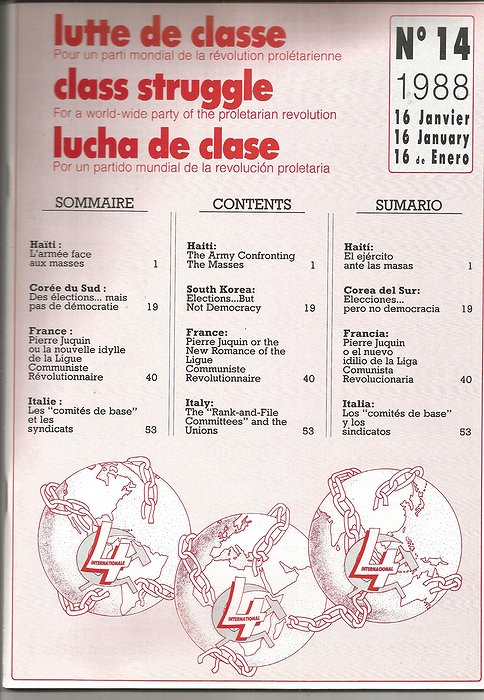 lutte de classe
Pour un parti mondial de la révolution prolétarienne
class struggle
For a world-wide party of the proletarian revolution
lucha de clase
Por un partido mundial de la revolución proletaria
Nº 14
1988
16 Janvier
16 January
16 de Enero
SOMMAIRE
Haïti :
L'armée face
aux masses 1
Corée du Sud :
Des élections... mais
pas de démocratie 19
France :
Pierre Juquin
ou la nouvelle idylle
de la Ligue
Communiste
Révolutionnaire 40
Italie :
Les "comités de base"
et les
syndicats 53
CONTENTS
Haiti:
The Army Confronting
The Masses 1
South Korea:
Elections...But
Not Democracy 19
France:
Pierre Juquin or the
New Romance of the
Ligue
Communiste
Revolutionnaire 40
Italy:
The "Rank-and-File
Committees" and the
Unions 53
SUMARIO
Haití:
El ejército
ante las masas 1
Corea del Sur:
Elecciones...
pero no democracia 19
Francia:
Pierre Juquin
o el nuevo
idilio de la Liga
Comunista
Revolucionaria 40
Italia:
Los "comités de base"
y los
sindicatos 53
4
INTERNATIONALE
4
INTERNATIONAL
4
INTERNACIONAL